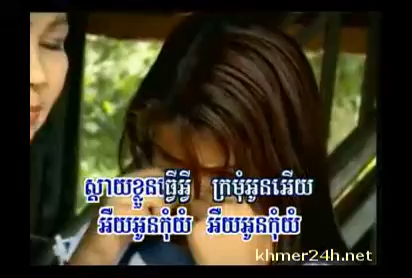 ស្ដាយខ្លួនធ្វើអ្វី ក្រមុំអូនអើយ
អឺយអូនកុំយំ អឺយអូនកុំយំ
khmer24h.net